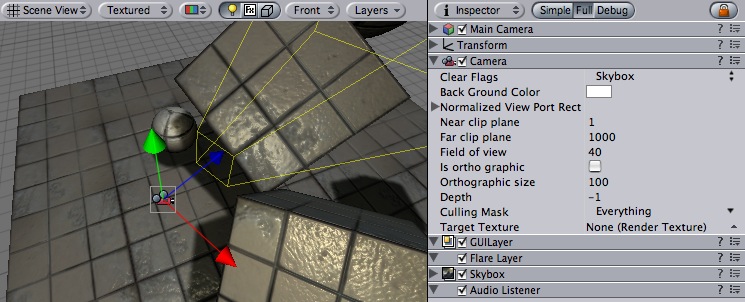 Scene View Textured Front Layers
Inspector Simple Full Debug
Main Camera ?
Transform ?
Camera ?
Clear Flags Skybox
Back Ground Color
Normalized View Port Rect
Near clip plane 1
Far clip plane 1000
Field of view 40
Is ortho graphic
Orthographic size 100
Depth -1
Culling Mask Everything
Target Texture None (Render Texture)
GUILayer ?
Flare Layer ?
Skybox ?
Audio Listener ?